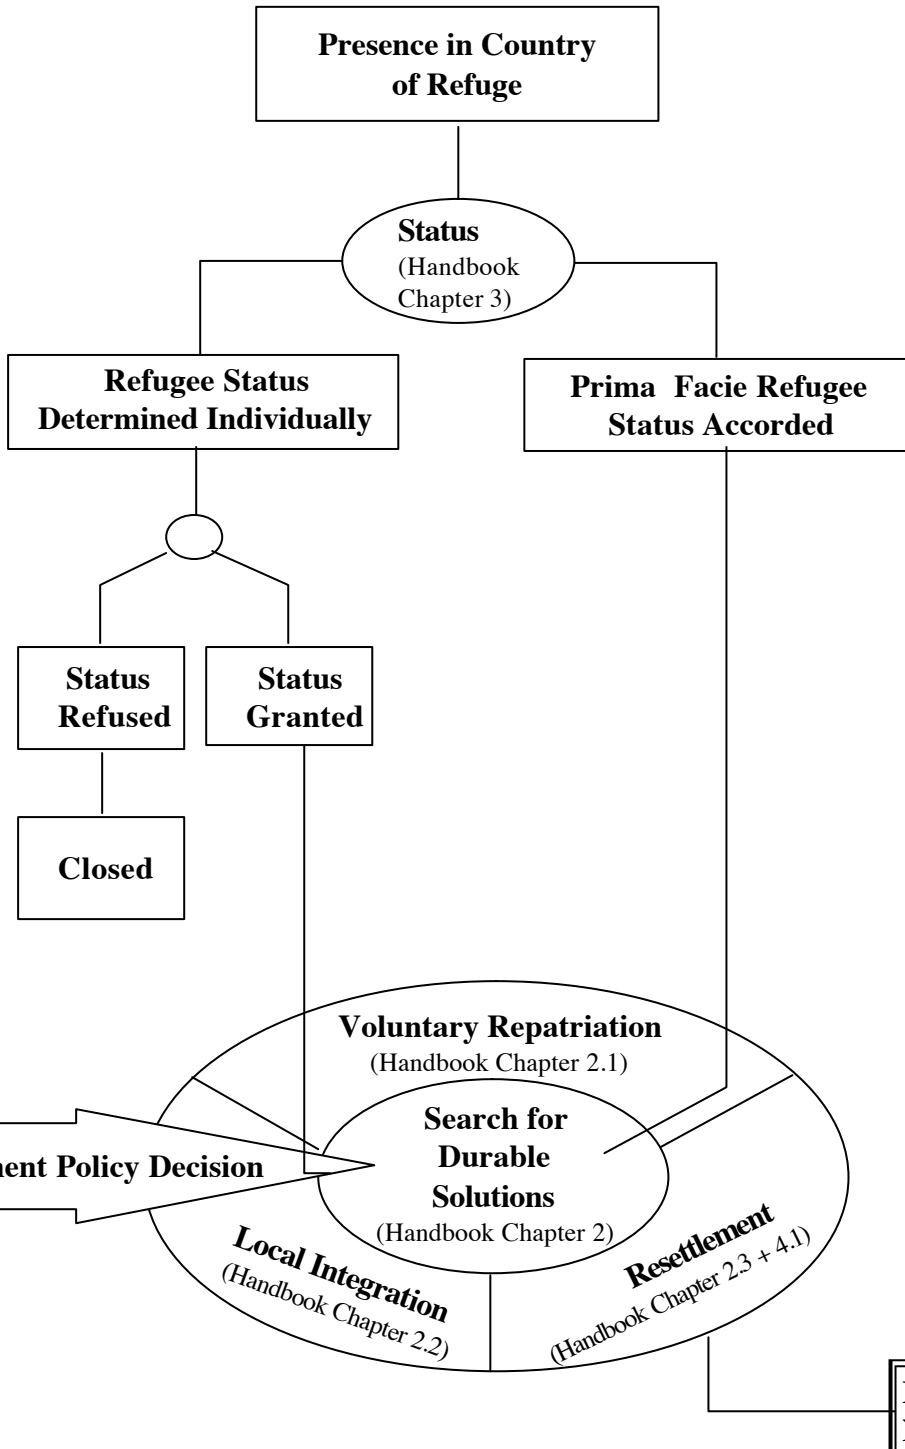 Presence in Country
of Refuge
Status
(Handbook
Chapter 3)
Refugee Status
Determined Individually
Prima Facie Refugee
Status Accorded
Status
Refused
Status
Granted
Closed
Voluntary Repatriation
(Handbook Chapter 2.1)
Search for
Durable
Solutions
(Handbook Chapter 2)
Policy Decision
Local Integration
(Handbook Chapter 2.2)
Resettlement
(Handbook Chapter 2.3 + 4.1)